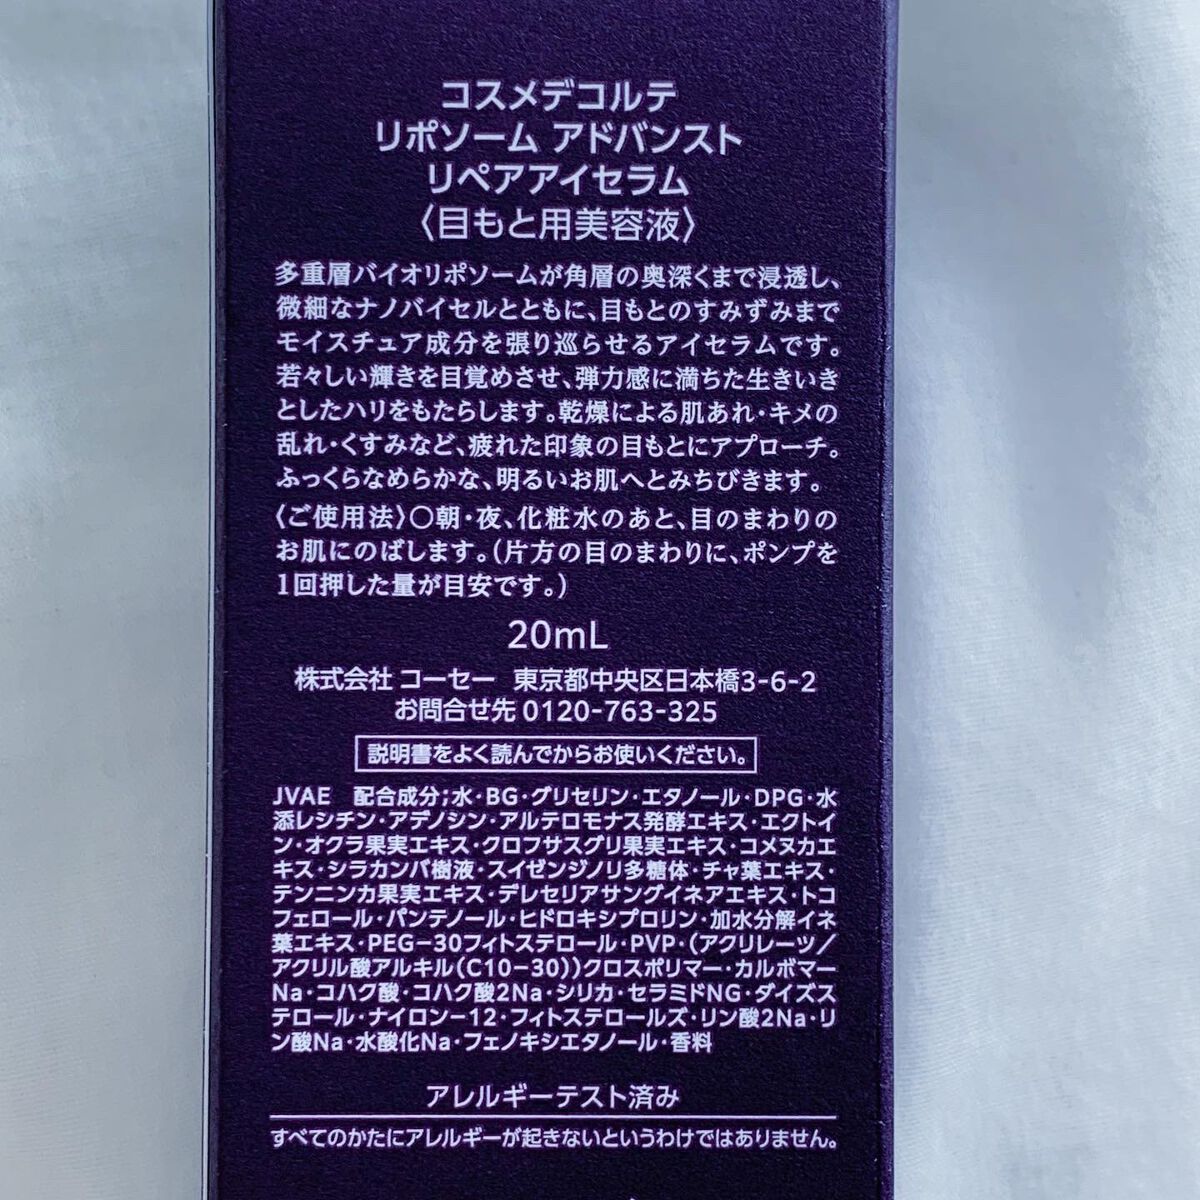 コスメデコルテ
リポソーム アドバンスト
リペアアイセラム
〈目もと用美容液〉
多重層バイオリポソームが角層の奥深くまで浸透し、
微細なナノバイセルとともに、目もとのすみずみまで
モイスチュア成分を張り巡らせるアイセラムです。
若々しい輝きを目覚めさせ、弾力感に満ちた生きいき
としたハリをもたらします。乾燥による肌あれ・キメの
乱れ・くすみなど、疲れた印象の目もとにアプローチ。
ふっくらなめらかな、明るいお肌へとみちびきます。
〈ご使用法〉〇朝・夜、化粧水のあと、目のまわりの
お肌にのばします。（片方の目のまわりに、ポンプを
1回押した量が目安です。）
20mL
株式会社 コーセー 東京都中央区日本橋3-6-2
お問合せ先 0120-763-325
説明書をよく読んでからお使いください。
JVAE 配合成分；水・BG・グリセリン・エタノール・DPG・水
添レシチン・アデノシン・アルテロモナス発酵エキス・エクトイ
ン・オクラ果実エキス・クロフサスグリ果実エキス・コメヌカエ
キス・シラカンバ樹液・スイゼンジノリ多糖体・チャ葉エキス・
テンニンカ果実エキス・デレセリアサングイネアエキス・トコ
フェロール・パンテノール・ヒドロキシプロリン・加水分解イネ
葉エキス・PEG−30フィトステロール・PVP・（アクリレーツ／
アクリル酸アルキル（C10−30））クロスポリマー・カルボマー
Na・コハク酸・コハク酸2Na・シリカ・セラミドNG・ダイズス
テロール・ナイロン−12・フィトステロールズ・リン酸2Na・リ
ン酸Na・水酸化Na・フェノキシエタノール・香料
アレルギーテスト済み
すべてのかたにアレルギーが起きないというわけではありません。